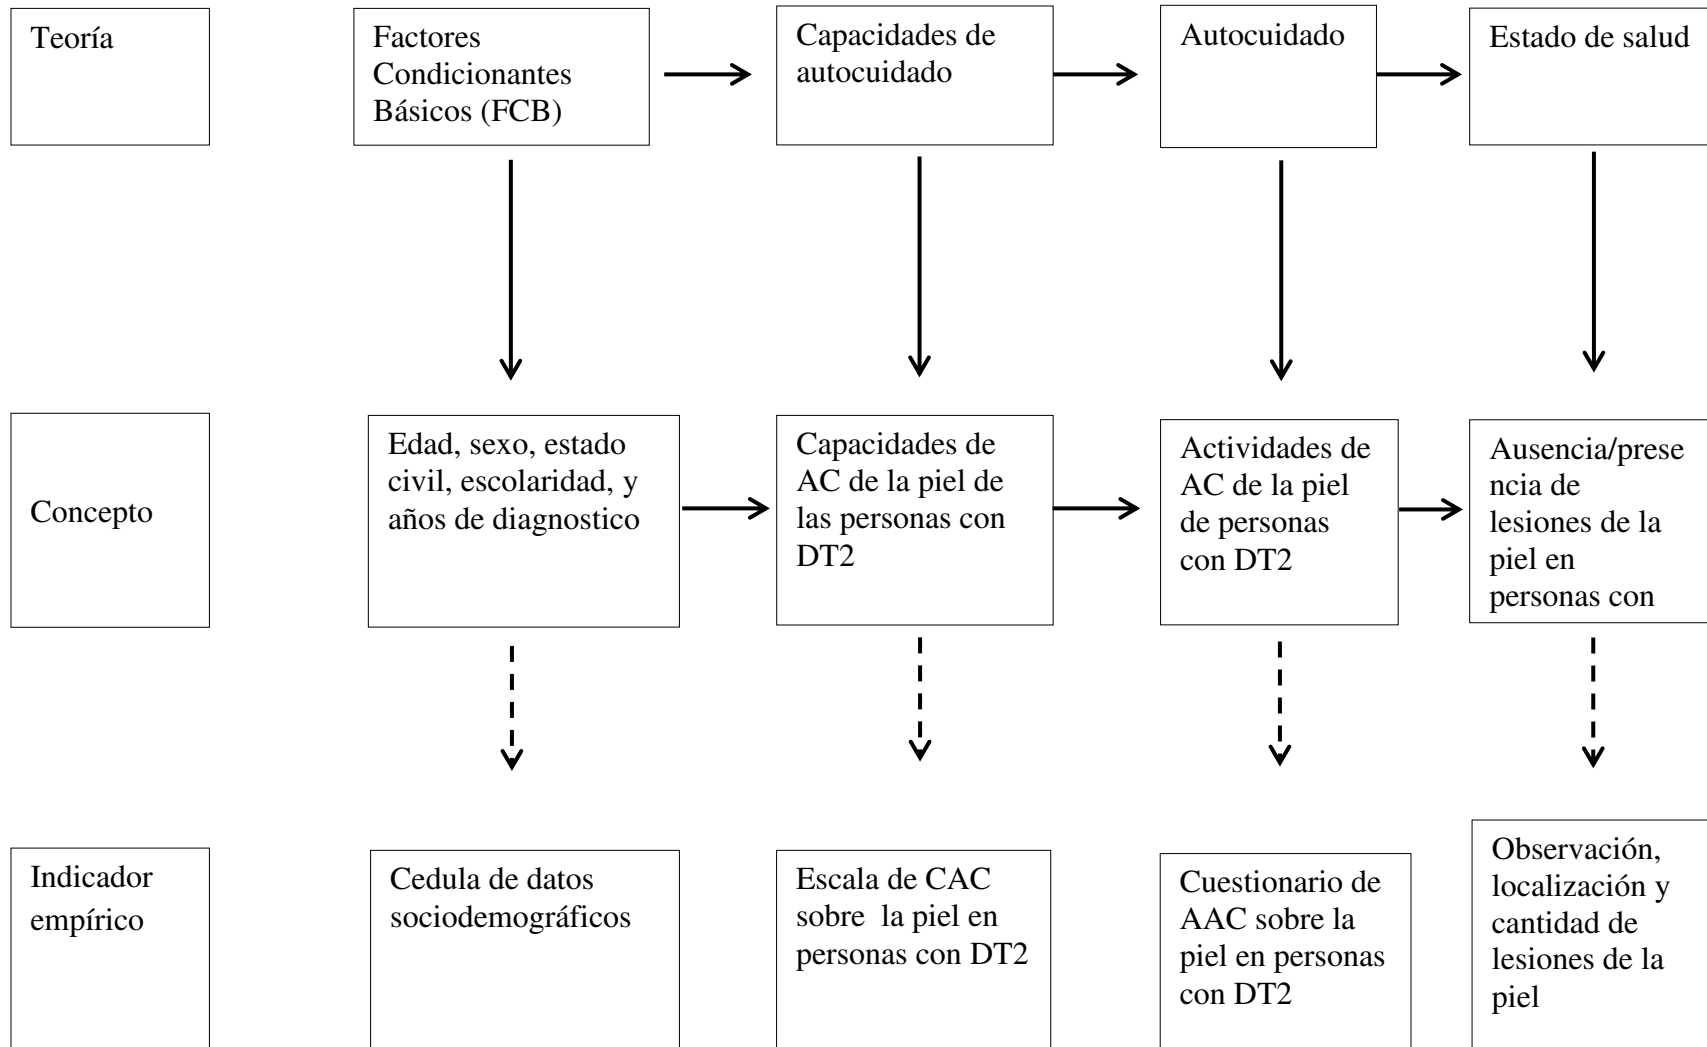 Teoría
Factores
Condicionantes
Básicos (FCB)
Capacidades de
autocuidado
Autocuidado
Estado de salud
Concepto
Edad, sexo, estado
civil, escolaridad, y
años de diagnostico
Capacidades de
AC de la piel de
las personas con
DT2
Actividades de
AC de la piel
de personas
con DT2
Ausencia/prese
ncia de
lesiones de la
piel en
personas con
Indicador
empírico
Cedula de datos
sociodemográficos
Escala de CAC
sobre la piel en
personas con DT2
Cuestionario de
AAC sobre la
piel en personas
con DT2
Observación,
localización y
cantidad de
lesiones de la
piel